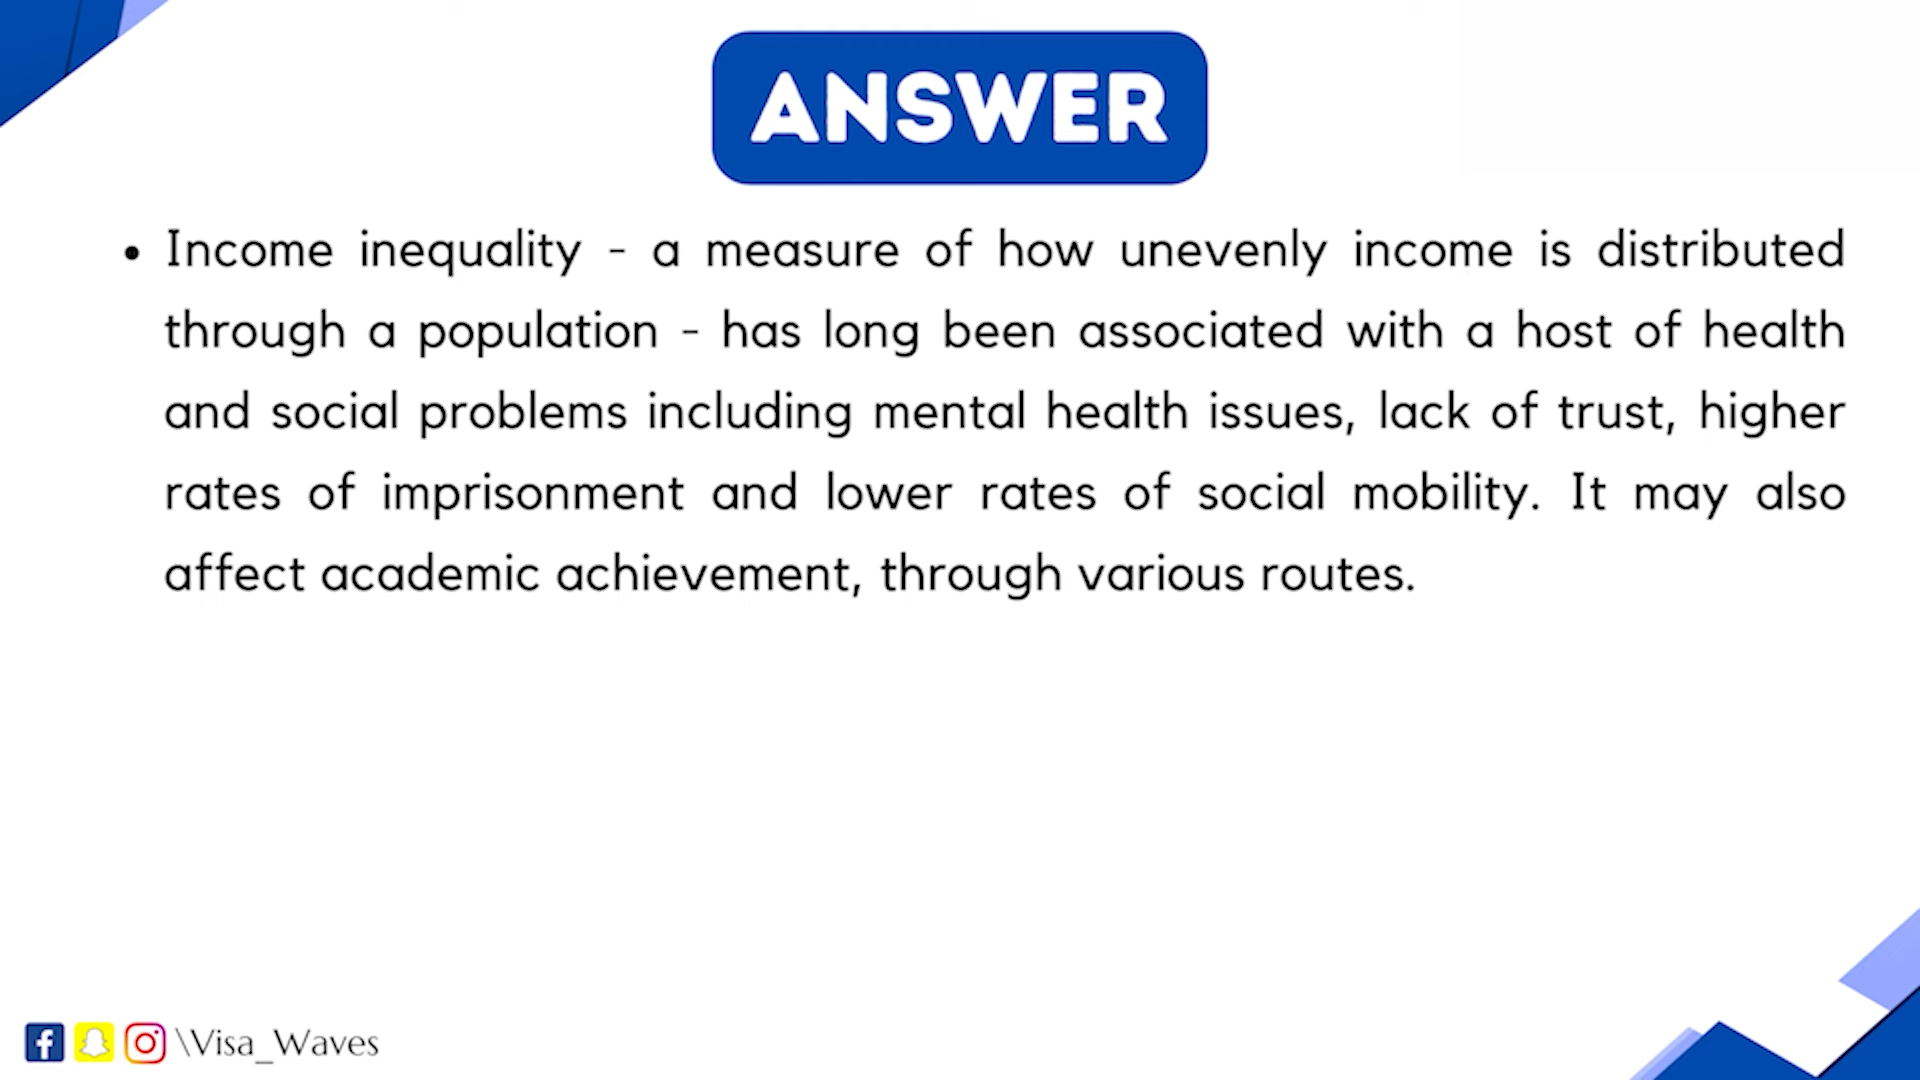 ANSWER
• Income inequality - a measure of how unevenly income is distributed
through a population - has long been associated with a host of health
and social problems including mental health issues, lack of trust, higher
rates of imprisonment and lower rates of social mobility. It may also
affect academic achievement, through various routes.
\Visa_Waves